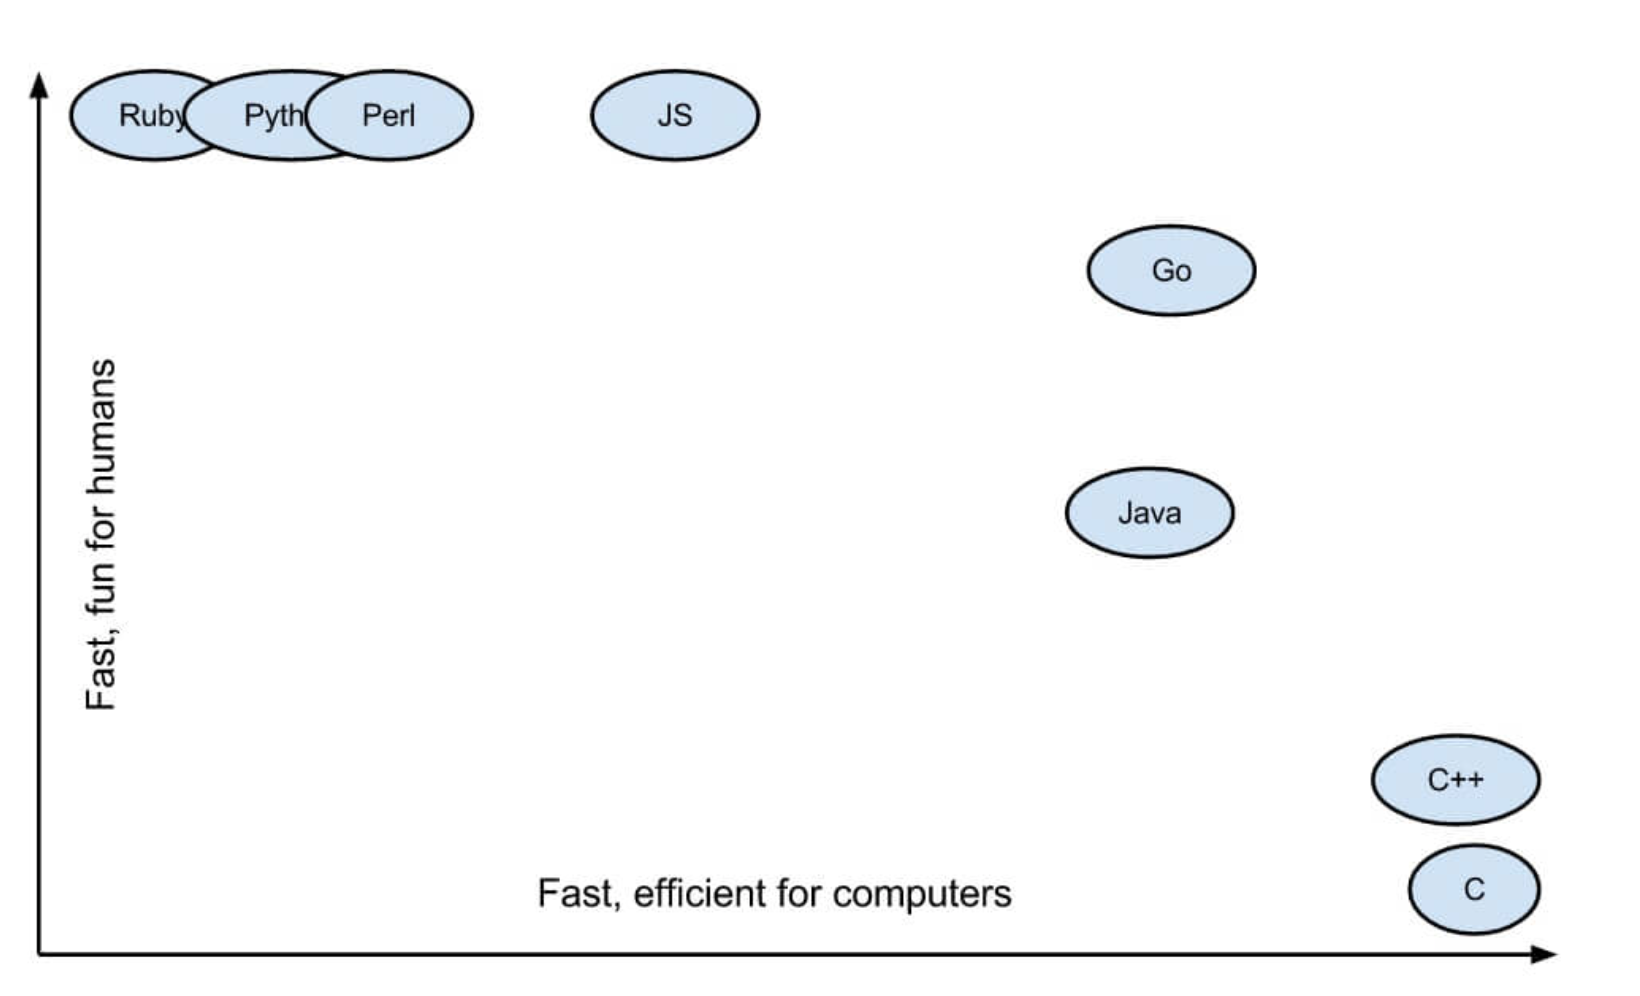 Ruby
Pyth
Perl
JS
Go
Fast, fun for humans
Java
C++
Fast, efficient for computers
C